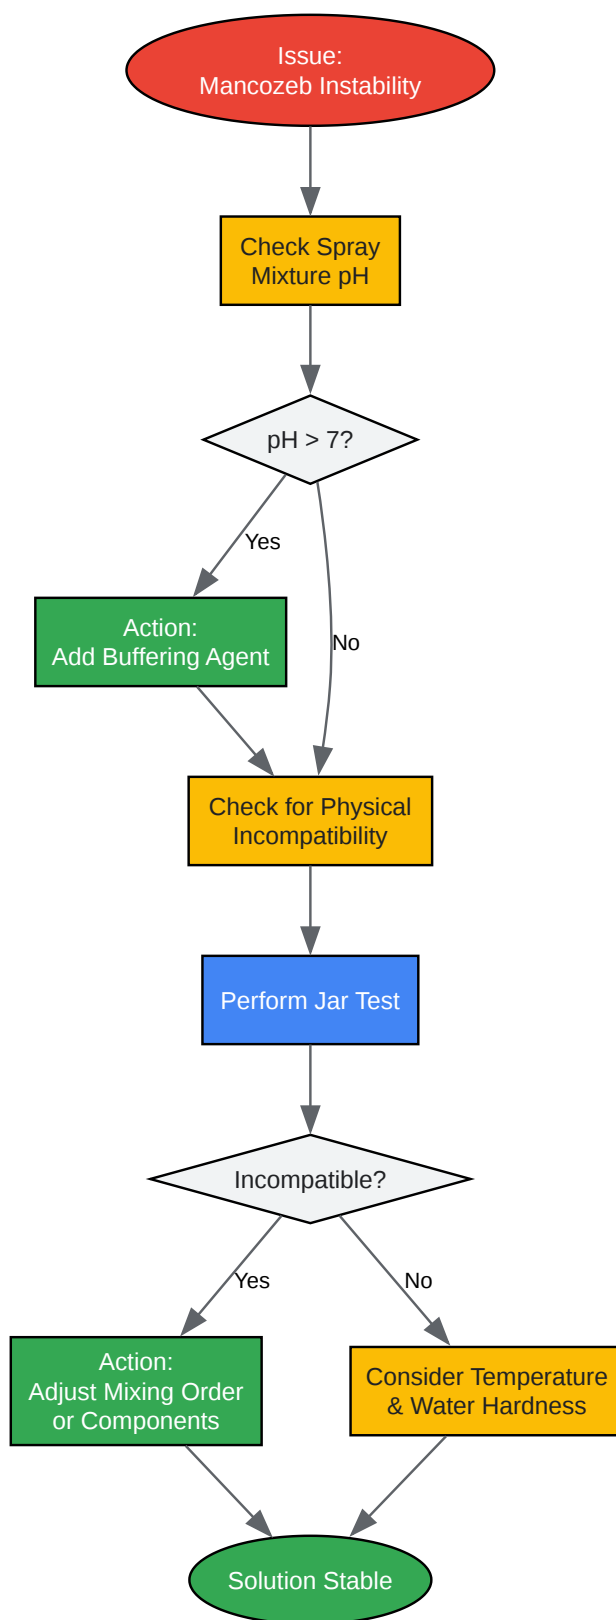 Issue:
Mancozeb Instability
Check Spray
Mixture pH
pH > 7?
Yes
Action:
Add Buffering Agent
No
Check for Physical
Incompatibility
Perform Jar Test
Incompatible?
Yes
No
Action:
Adjust Mixing Order
or Components
Consider Temperature
& Water Hardness
Solution Stable